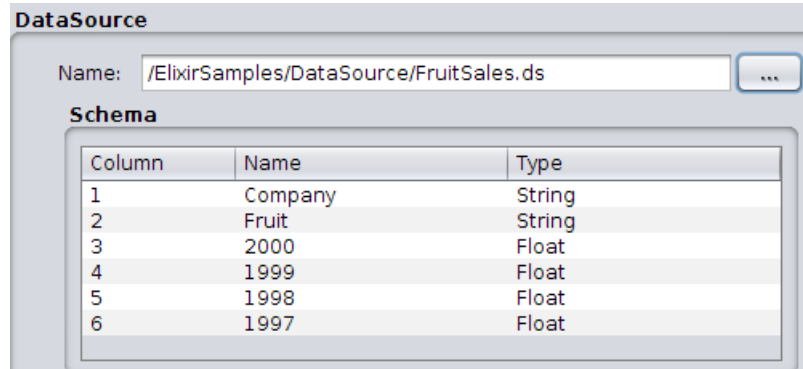 DataSource
Name: /ElixirSamples/DataSource/FruitSales.ds ...
Schema
Column Name Type
1 Company String
2 Fruit String
3 2000 Float
4 1999 Float
5 1998 Float
6 1997 Float